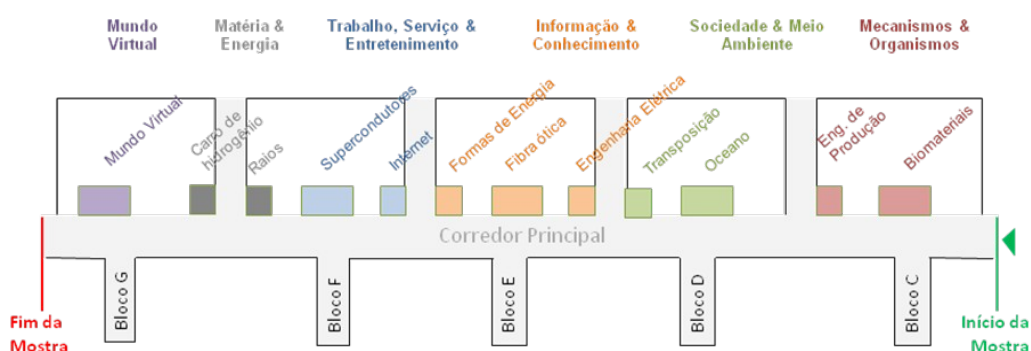 Mundo
Virtual
Matéria &
Energia
Trabalho, Serviço &
Entretenimento
Informação &
Conhecimento
Sociedade & Meio
Ambiente
Mecanismos &
Organismos
Mundo Virtual
Carro de
hidrogênio
Raios
Supercondutores
Internet
Formas de Energia
Fibra ótica
Engenharia Elétrica
Transposição
Oceano
Eng. de
Produção
Biomateriais
Corredor Principal
Bloco G
Bloco F
Bloco E
Bloco D
Bloco C
Fim da
Mostra
Início da
Mostra